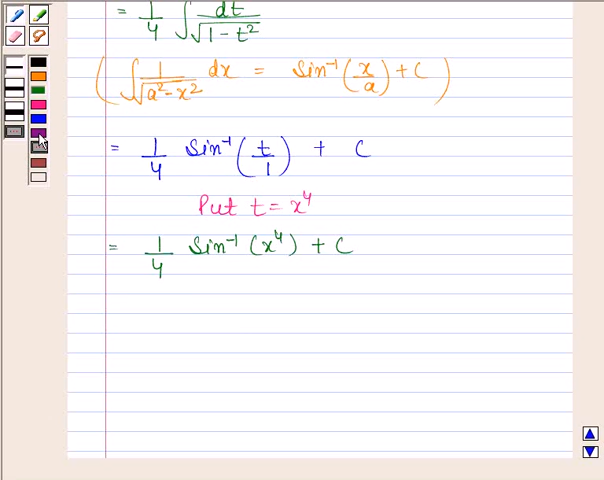 = 1/4 ∫ dt/√(1-t²)
( ∫ 1/√(a²-x²) dx = Sin⁻¹(x/a) + C )
= 1/4 Sin⁻¹(t/1) + C
Put t = x⁴
= 1/4 Sin⁻¹(x⁴) + C